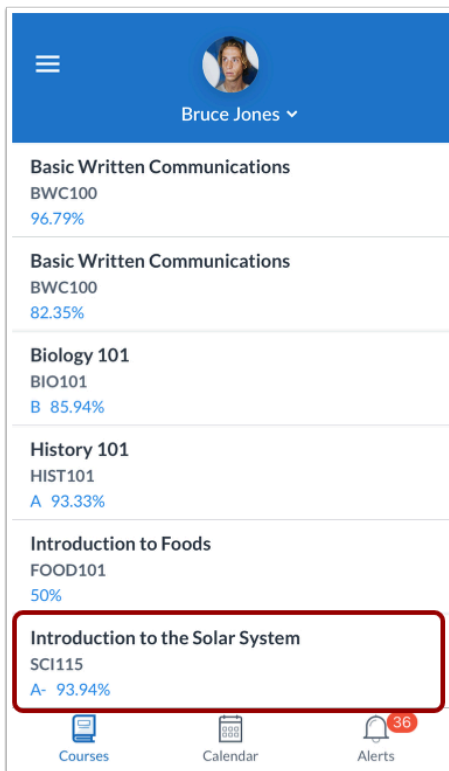 Bruce Jones
Basic Written Communications
BWC100
96.79%
Basic Written Communications
BWC100
82.35%
Biology 101
BIO101
B 85.94%
History 101
HIST101
A 93.33%
Introduction to Foods
FOOD101
50%
Introduction to the Solar System
SCI115
A- 93.94%
36
Courses Calendar Alerts